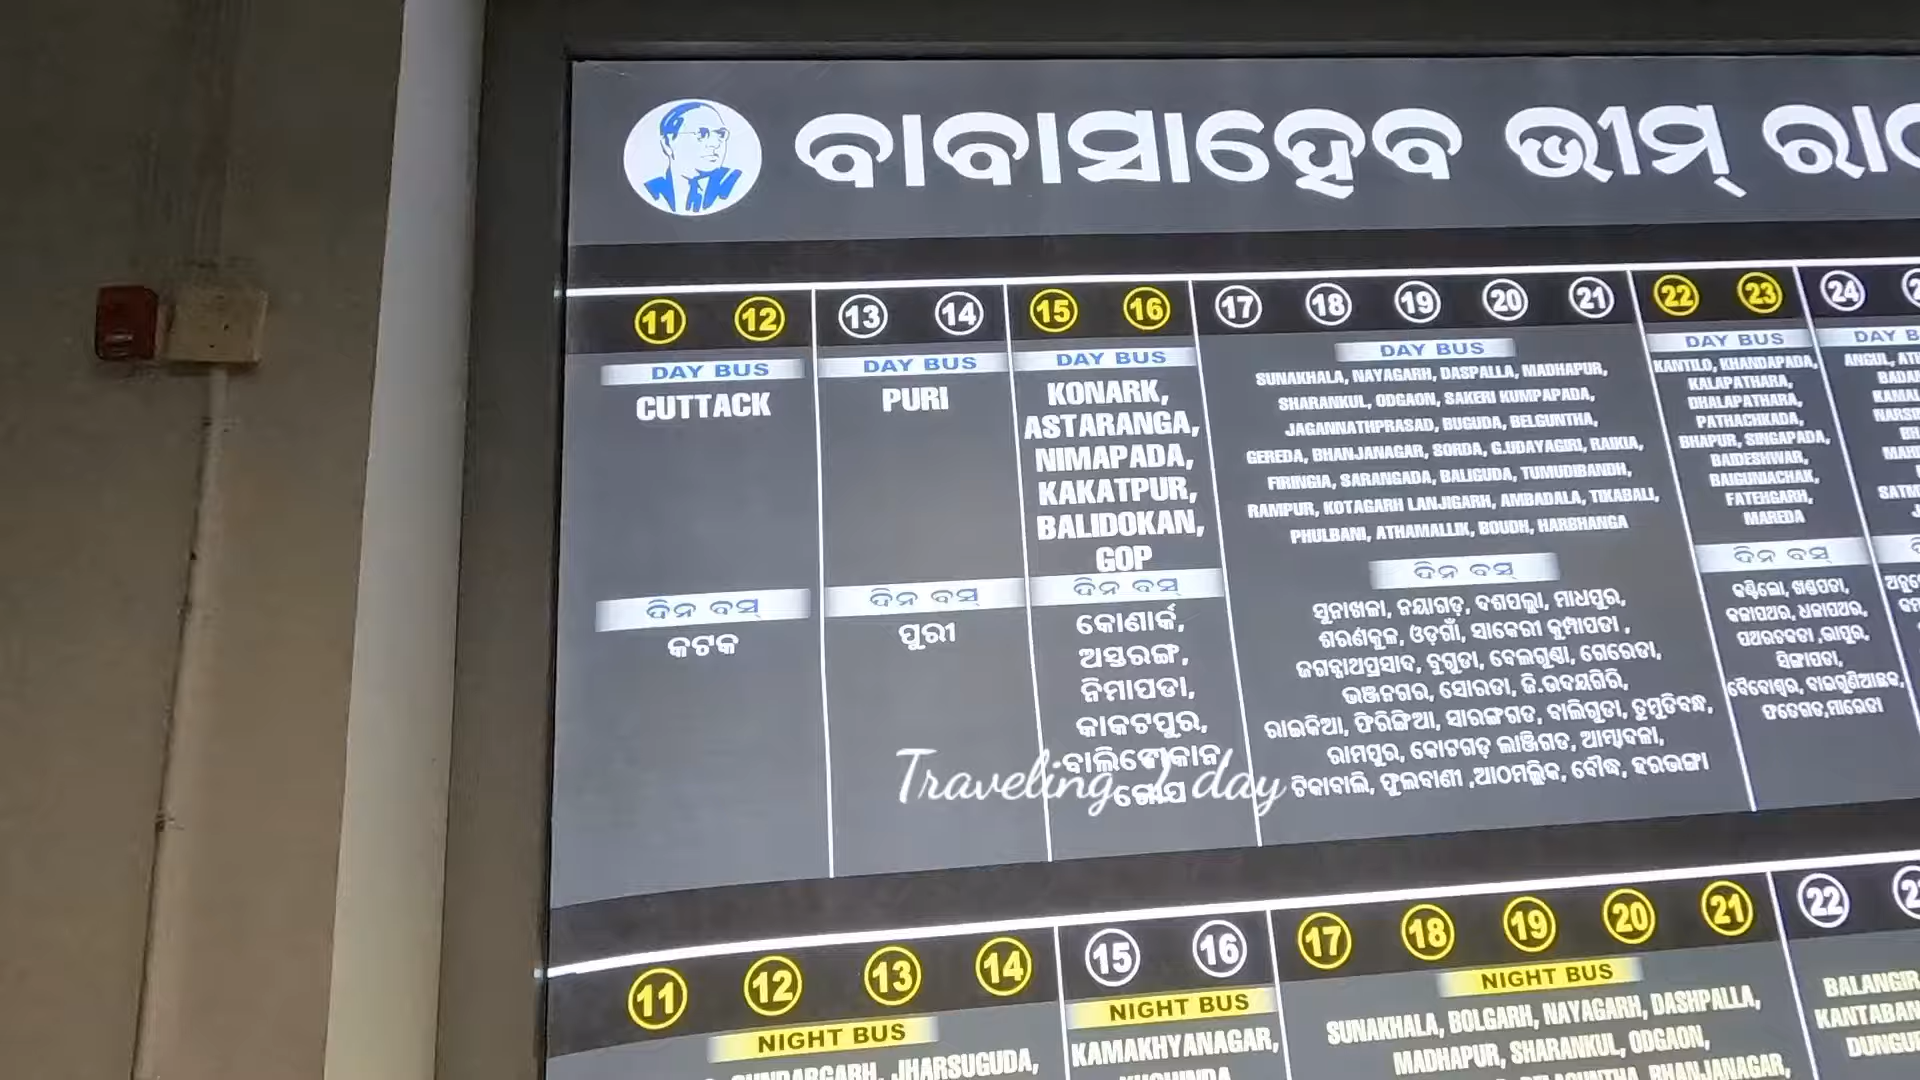 ବାବାସାହେବ ଭୀମ୍
11 12
DAY BUS
CUTTACK
ଦିନ ବସ୍
କଟକ
13 14
DAY BUS
PURI
ଦିନ ବସ୍
ପୁରୀ
15 16
DAY BUS
KONARK,
ASTARANGA,
NIMAPADA,
KAKATPUR,
BALIDOKAN,
GOP
ଦିନ ବସ୍
କୋଣାର୍କ,
ଅସ୍ତରଙ୍ଗ,
ନିମାପଡା,
କାକଟପୁର,
17 18 19 20 21
DAY BUS
SUNAKHALA, NAYAGARH, DASPALLA, MADHAPUR,
SHARANKUL, ODGAON, SAKERI KUMPAPADA,
JAGANNATHPRASAD, BUGUDA, BELGUNTHA,
GEREDA, BHANJANAGAR, SORDA, G.UDAYAGIRI, RAIKIA,
FIRINGIA, SARANGADA, BALIGUDA, TUMUDIBANDH,
RAMPUR, KOTAGARH LANJIGARH, AMBADALA, TIKABALI,
PHULBANI, ATHAMALLIK, BOUDH, HARBHANGA
ଦିନ ବସ୍
ସୁନାଖଳା, ନୟାଗଡ଼, ଦଶପଲ୍ଲା, ମାଧପୁର,
ଶରଣକୂଳ, ଓଡ଼ଗାଁ, ସାକେରୀ କୁମ୍ପାପଡା ,
ଜଗନ୍ନାଥପ୍ରସାଦ, ବୁଗୁଡା, ବେଲଗୁଣ୍ଠା, ଗେରେଡା,
ଭଞ୍ଜନଗର, ସୋରଡା, ଜି.ଉଦୟଗିରି,
ରାଇକିଆ, ଫିରିଙ୍ଗିଆ, ସାରଙ୍ଗଗଡ, ବାଲିଗୁଡା, ତୁମୁଡିବନ୍ଧ,
ରାମପୁର, କୋଟଗଡ଼ ଲାଞ୍ଜିଗଡ, ଆମ୍ବାଦଳା,
ଟିକାବାଲି, ଫୁଲବାଣୀ ,ଆଠମଲ୍ଲିକ, ବୌଦ୍ଧ, ହରଭଙ୍ଗା
22 23
DAY BUS
KANTILO, KHANDAPADA,
KALAPATHARA,
DHALAPATHARA,
PATHACHKADA,
BHAPUR, SINGAPADA,
BAIDESHWAR,
BAIGUNIACHAK,
FATEHGARH,
MAREDA
ଦିନ ବସ୍
କଣ୍ଟିଲୋ, ଖଣ୍ଡପଡା,
କଳାପଥର, ଧଳାପଥର,
ସିଙ୍ଗାପଡା,
ଫତେଗଡ,ମାରେଡା
24
DAY
ANGUL,
Traveling 1 day
11 12 13 14
NIGHT BUS
JHARSUGUDA,
15 16
NIGHT BUS
KAMAKHYANAGAR,
17 18 19 20 21
NIGHT BUS
SUNAKHALA, BOLGARH, NAYAGARH, DASHPALLA,
MADHAPUR, SHARANKUL, ODGAON,
BHANJANAGAR,
22